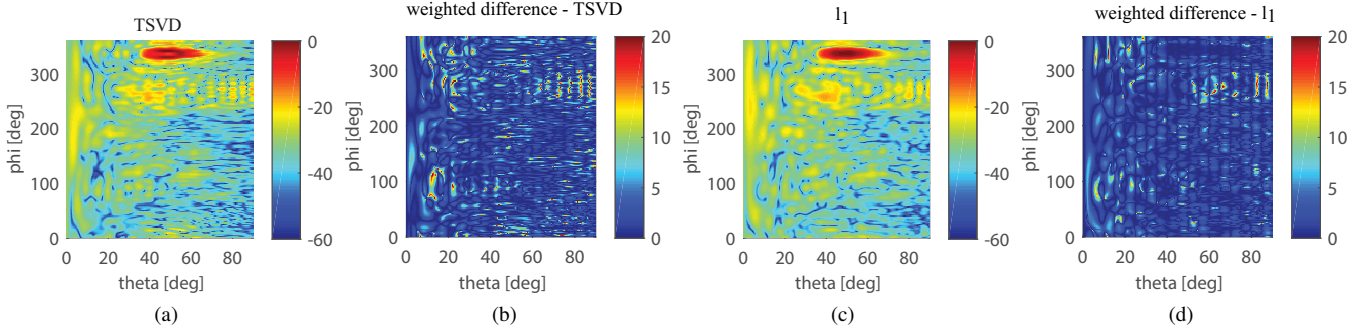 TSVD
0
-20
-40
-60
300
200
100
0
phi [deg]
0 20 40 60 80
theta [deg]
(a)
weighted difference - TSVD
20
15
10
5
0
300
200
100
0
phi [deg]
0 20 40 60 80
theta [deg]
(b)
l1
0
-20
-40
-60
300
200
100
0
phi [deg]
0 20 40 60 80
theta [deg]
(c)
weighted difference - l1
20
15
10
5
0
300
200
100
0
phi [deg]
0 20 40 60 80
theta [deg]
(d)